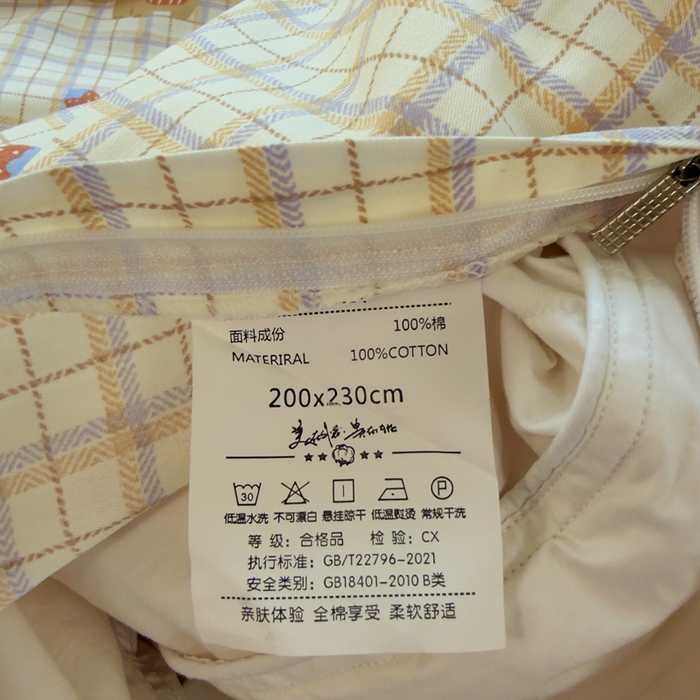 面料成份 100%棉
MATERIRAL 100%COTTON
200x230cm
30 P
低温水洗 不可漂白 悬挂晾干 低温熨烫 常规干洗
等 级：合格品 检 验：CX
执行标准：GB/T22796-2021
安全类别：GB18401-2010 B类
亲肤体验 全棉享受 柔软舒适